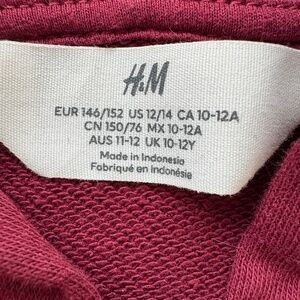 H&M
EUR 146/152 US 12/14 CA 10-12A
CN 150/76 MX 10-12A
AUS 11-12 UK 10-12Y
Made in Indonesia
Fabriqué en indonésie